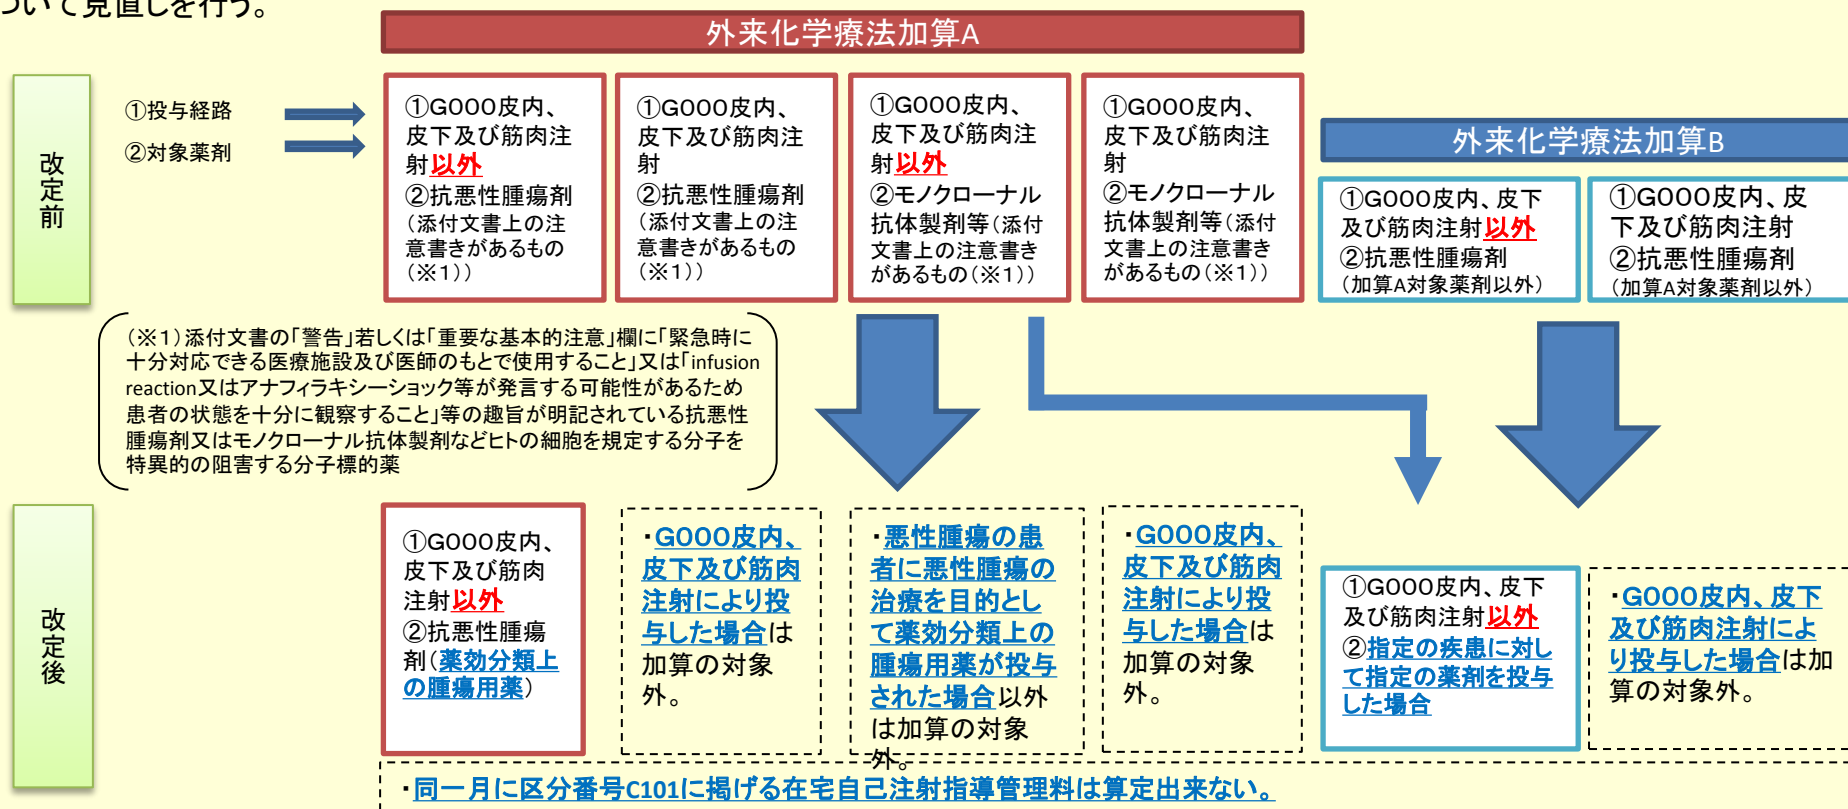 ついて見直しを行う。
外来化学療法加算A
改定前
①投与経路
②対象薬剤
①G000皮内、
皮下及び筋肉注
射以外
②抗悪性腫瘍剤
（添付文書上の注
意書きがあるもの
（※1））
①G000皮内、
皮下及び筋肉注
射
②抗悪性腫瘍剤
（添付文書上の注
意書きがあるもの
（※1））
①G000皮内、
皮下及び筋肉注
射以外
②モノクローナル
抗体製剤等（添付
文書上の注意書き
があるもの（※1））
①G000皮内、
皮下及び筋肉注
射
②モノクローナル
抗体製剤等（添付
文書上の注意書き
があるもの（※1））
外来化学療法加算B
①G000皮内、皮下
及び筋肉注射以外
②抗悪性腫瘍剤
（加算A対象薬剤以外）
①G000皮内、皮
下及び筋肉注射
②抗悪性腫瘍剤
（加算A対象薬剤以外）
（※1）添付文書の「警告」若しくは「重要な基本的注意」欄に「緊急時に
十分対応できる医療施設及び医師のもとで使用すること」又は「infusion
reaction又はアナフィラキシーショック等が発言する可能性があるため
患者の状態を十分に観察すること」等の趣旨が明記されている抗悪性
腫瘍剤又はモノクローナル抗体製剤などヒトの細胞を規定する分子を
特異的の阻害する分子標的薬
改定後
①G000皮内、
皮下及び筋肉
注射以外
②抗悪性腫瘍
剤（薬効分類上
の腫瘍用薬）
・G000皮内、
皮下及び筋肉
注射により投
与した場合は
加算の対象
外。
・悪性腫瘍の患
者に悪性腫瘍の
治療を目的とし
て薬効分類上の
腫瘍用薬が投与
された場合以外
は加算の対象
外。
・G000皮内、
皮下及び筋肉
注射により投
与した場合は
加算の対象
外。
①G000皮内、皮下
及び筋肉注射以外
②指定の疾患に対し
て指定の薬剤を投与
した場合
・G000皮内、皮下
及び筋肉注射によ
り投与した場合は加
算の対象外。
・同一月に区分番号C101に掲げる在宅自己注射指導管理料は算定出来ない。